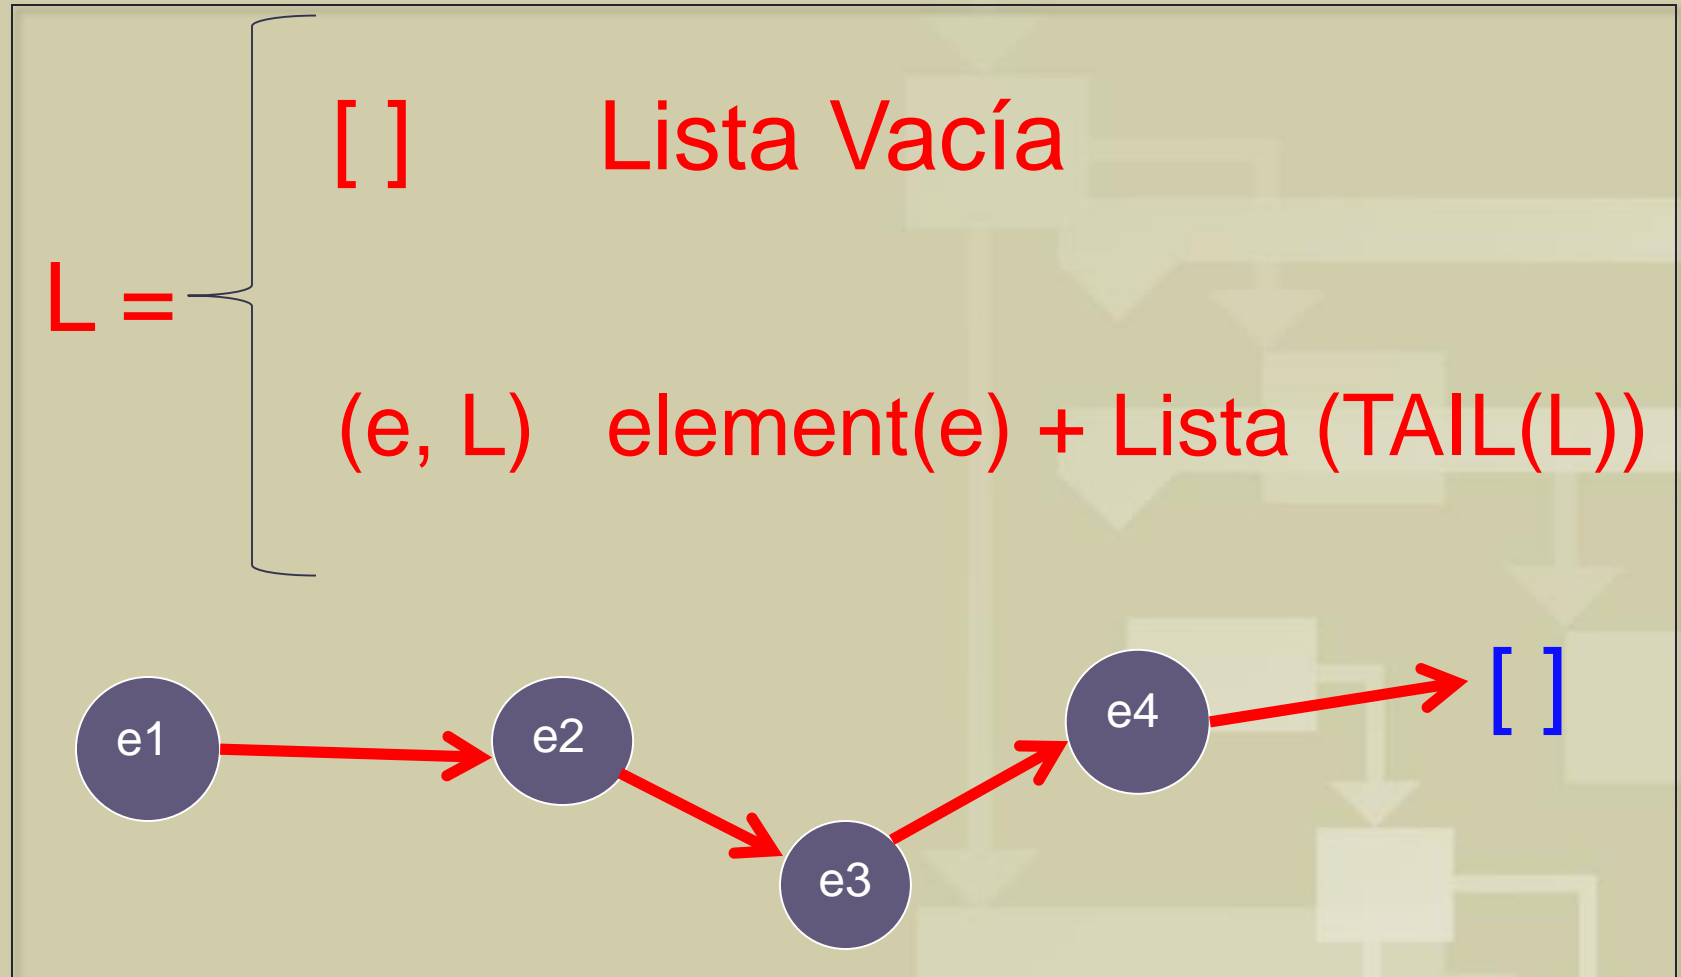 [ ] Lista Vacía
L =
(e, L) element(e) + Lista (TAIL(L))
e1 e2 e3 e4 [ ]